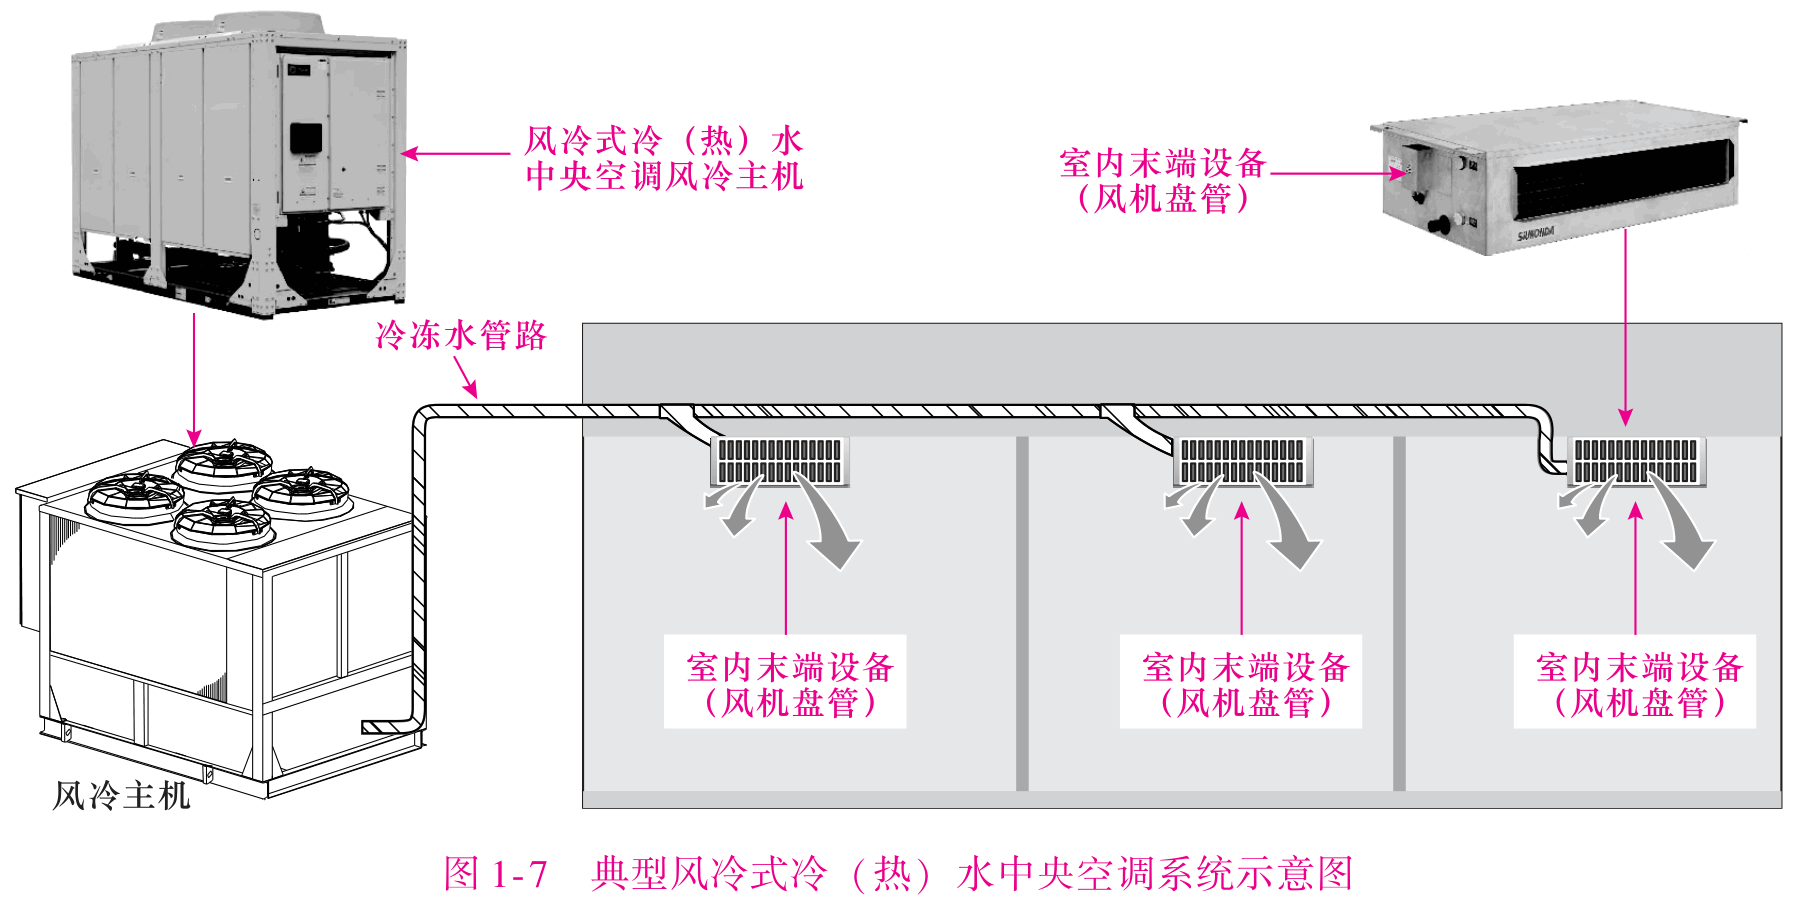 风冷式冷（热）水
中央空调风冷主机
室内末端设备
（风机盘管）
冷冻水管路
室内末端设备
（风机盘管）
室内末端设备
（风机盘管）
室内末端设备
（风机盘管）
风冷主机
图 1-7　典型风冷式冷（热）水中央空调系统示意图